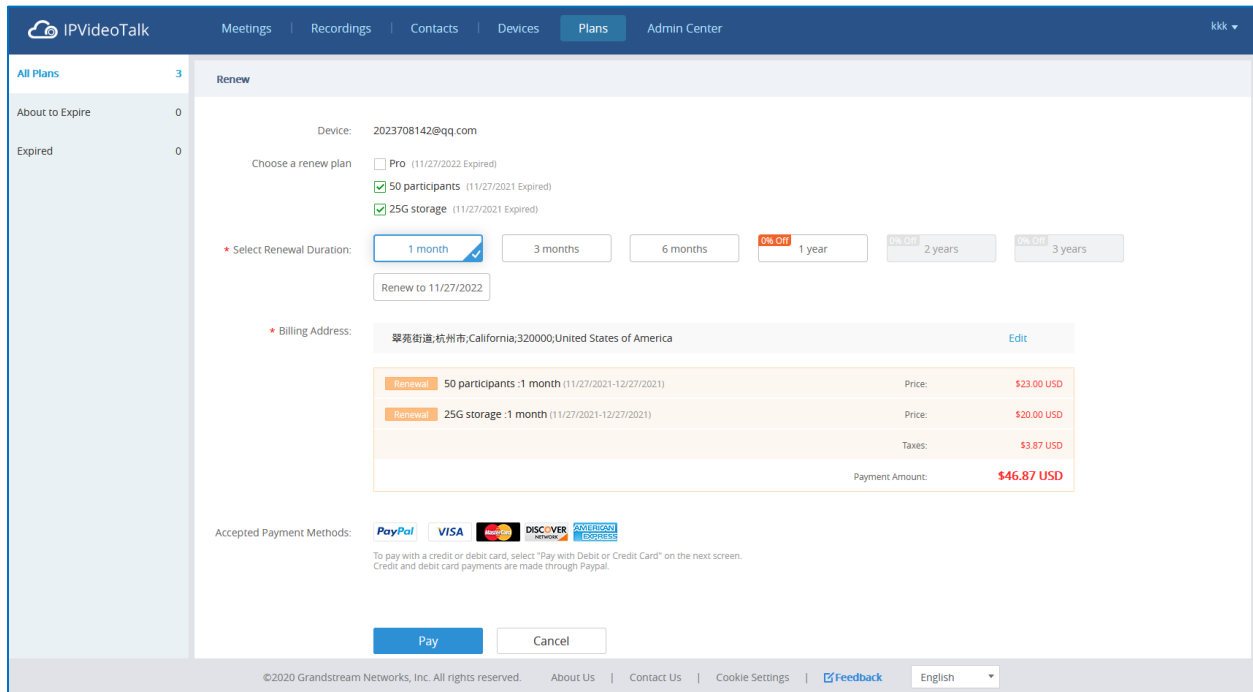 IPVideoTalk
Meetings | Recordings | Contacts | Devices Plans Admin Center
kkk
All Plans 3
About to Expire 0
Expired 0
Renew
Device: 2023708142@qq.com
Choose a renew plan Pro (11/27/2022 Expired)
50 participants (11/27/2021 Expired)
25G storage (11/27/2021 Expired)
* Select Renewal Duration: 1 month 3 months 6 months 0% Off 1 year 0% Off 2 years 0% Off 3 years
Renew to 11/27/2022
* Billing Address: 翠苑街道;杭州市;California;320000;United States of America Edit
Renewal 50 participants :1 month (11/27/2021-12/27/2021) Price: $23.00 USD
Renewal 25G storage :1 month (11/27/2021-12/27/2021) Price: $20.00 USD
Taxes: $3.87 USD
Payment Amount: $46.87 USD
Accepted Payment Methods: PayPal VISA MasterCard DISCOVER NETWORK AMERICAN EXPRESS
To pay with a credit or debit card, select "Pay with Debit or Credit Card" on the next screen.
Credit and debit card payments are made through Paypal.
Pay Cancel
©2020 Grandstream Networks, Inc. All rights reserved. About Us | Contact Us | Cookie Settings | Feedback English